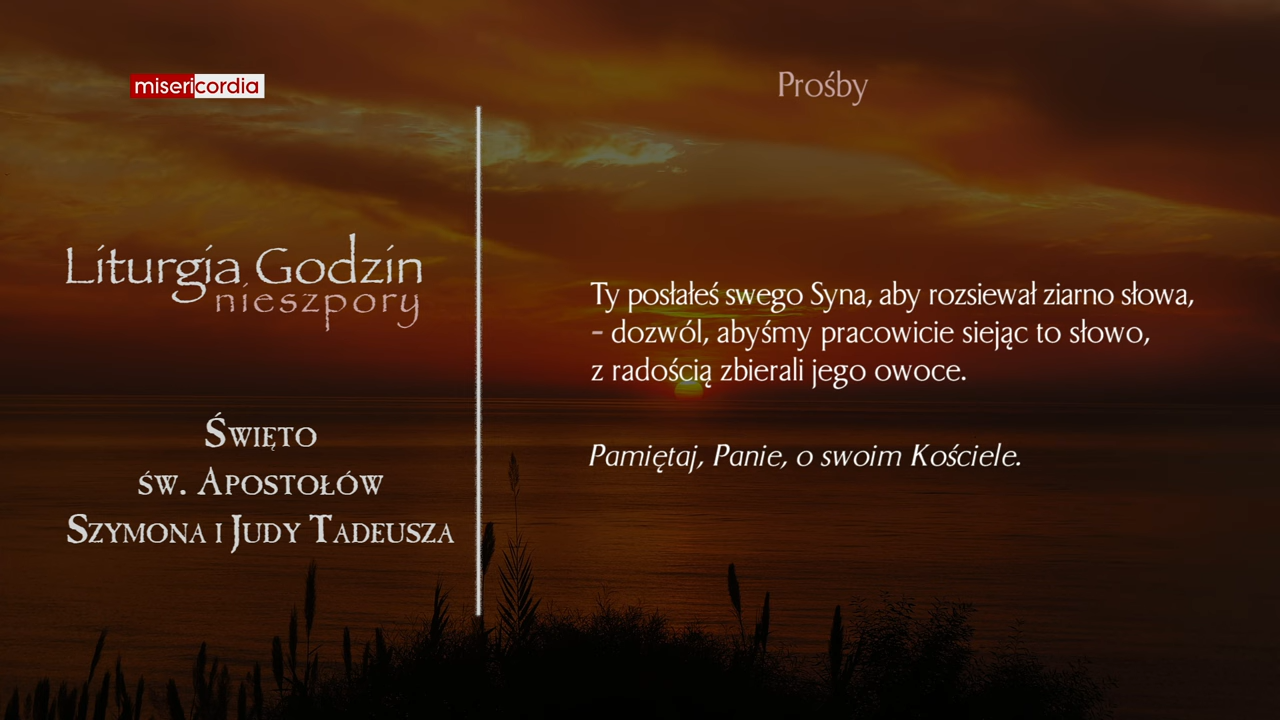 misericordia
Liturgia Godzin
nieszpory
Święto
św. Apostołów
Szymona i Judy Tadeusza
Prośby
Ty posłałeś swego Syna, aby rozsiewał ziarno słowa,
- dozwól, abyśmy pracowicie siejąc to słowo,
z radością zbierali jego owoce.
Pamiętaj, Panie, o swoim Kościele.